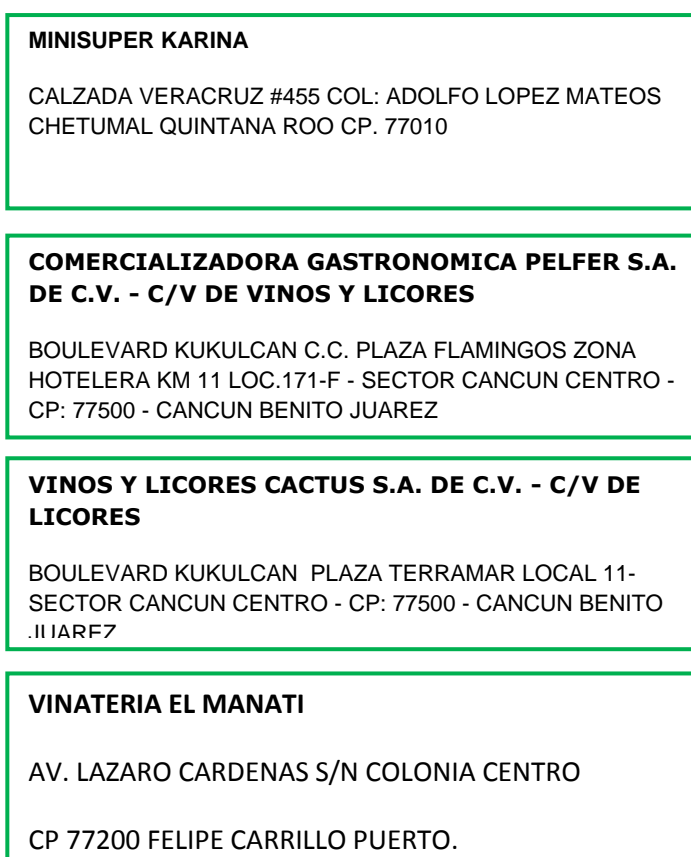 MINISUPER KARINA
CALZADA VERACRUZ #455 COL: ADOLFO LOPEZ MATEOS
CHETUMAL QUINTANA ROO CP. 77010
COMERCIALIZADORA GASTRONOMICA PELFER S.A.
DE C.V. - C/V DE VINOS Y LICORES
BOULEVARD KUKULCAN C.C. PLAZA FLAMINGOS ZONA
HOTELERA KM 11 LOC.171-F - SECTOR CANCUN CENTRO -
CP: 77500 - CANCUN BENITO JUAREZ
VINOS Y LICORES CACTUS S.A. DE C.V. - C/V DE
LICORES
BOULEVARD KUKULCAN  PLAZA TERRAMAR LOCAL 11-
SECTOR CANCUN CENTRO - CP: 77500 - CANCUN BENITO
JUAREZ
VINATERIA EL MANATI
AV. LAZARO CARDENAS S/N COLONIA CENTRO
CP 77200 FELIPE CARRILLO PUERTO.